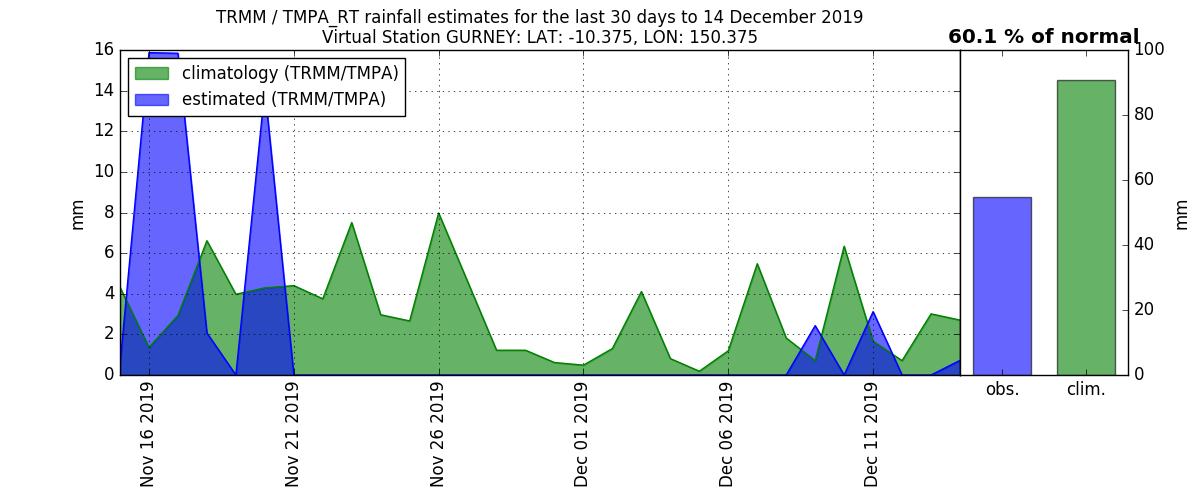 TRMM / TMPA_RT rainfall estimates for the last 30 days to 14 December 2019
Virtual Station GURNEY: LAT: -10.375, LON: 150.375
60.1 % of normal
climatology (TRMM/TMPA)
estimated (TRMM/TMPA)
mm
16
14
12
10
8
6
4
2
0
Nov 16 2019
Nov 21 2019
Nov 26 2019
Dec 01 2019
Dec 06 2019
Dec 11 2019
obs.
clim.
100
80
60
40
20
0
mm